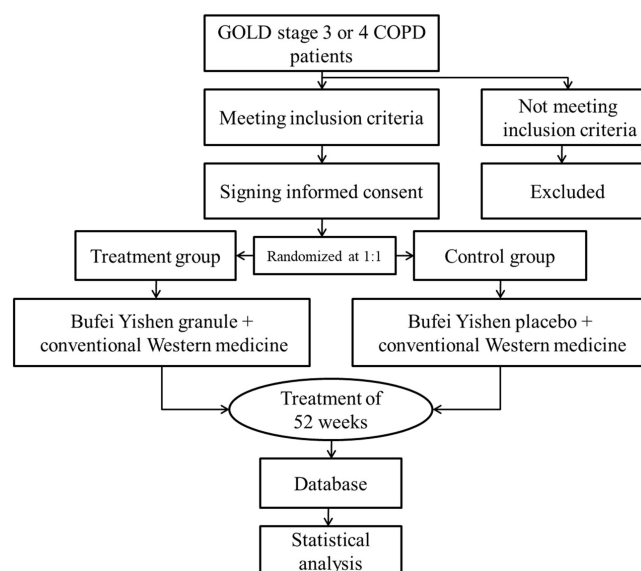 GOLD stage 3 or 4 COPD
patients
Meeting inclusion criteria
Not meeting
inclusion criteria
Signing informed consent
Excluded
Treatment group
Randomized at 1:1
Control group
Bufei Yishen granule +
conventional Western medicine
Bufei Yishen placebo +
conventional Western medicine
Treatment of
52 weeks
Database
Statistical
analysis